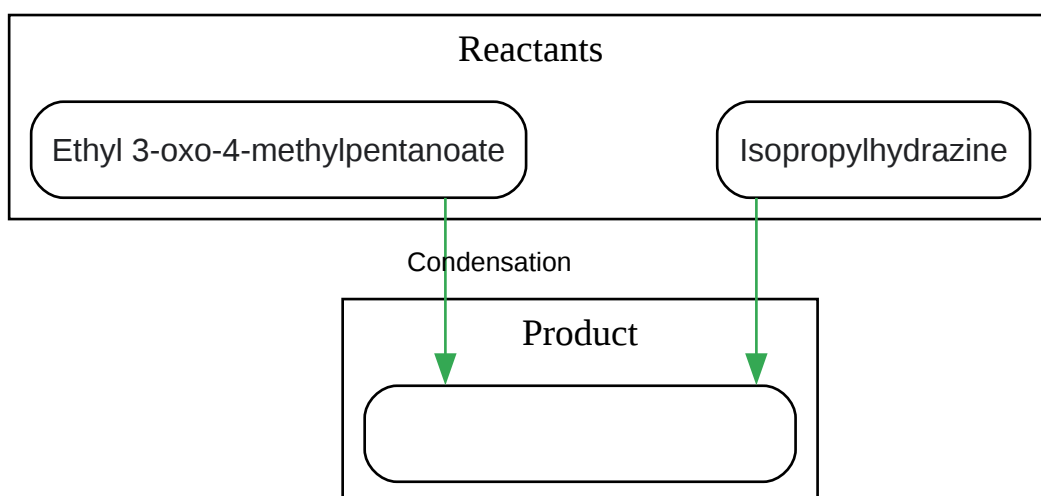 Reactants
Ethyl 3-oxo-4-methylpentanoate
Isopropylhydrazine
Condensation
Product